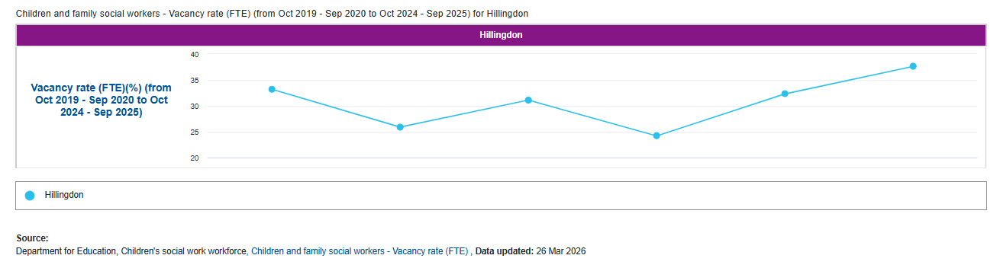 Children and family social workers - Vacancy rate (FTE) (from Oct 2019 - Sep 2020 to Oct 2024 - Sep 2025) for Hillingdon
Hillingdon
Vacancy rate (FTE)(%) (from
Oct 2019 - Sep 2020 to Oct
2024 - Sep 2025)
40
35
30
25
20
Hillingdon
Source:
Department for Education, Children's social work workforce, Children and family social workers - Vacancy rate (FTE) , Data updated: 26 Mar 2026